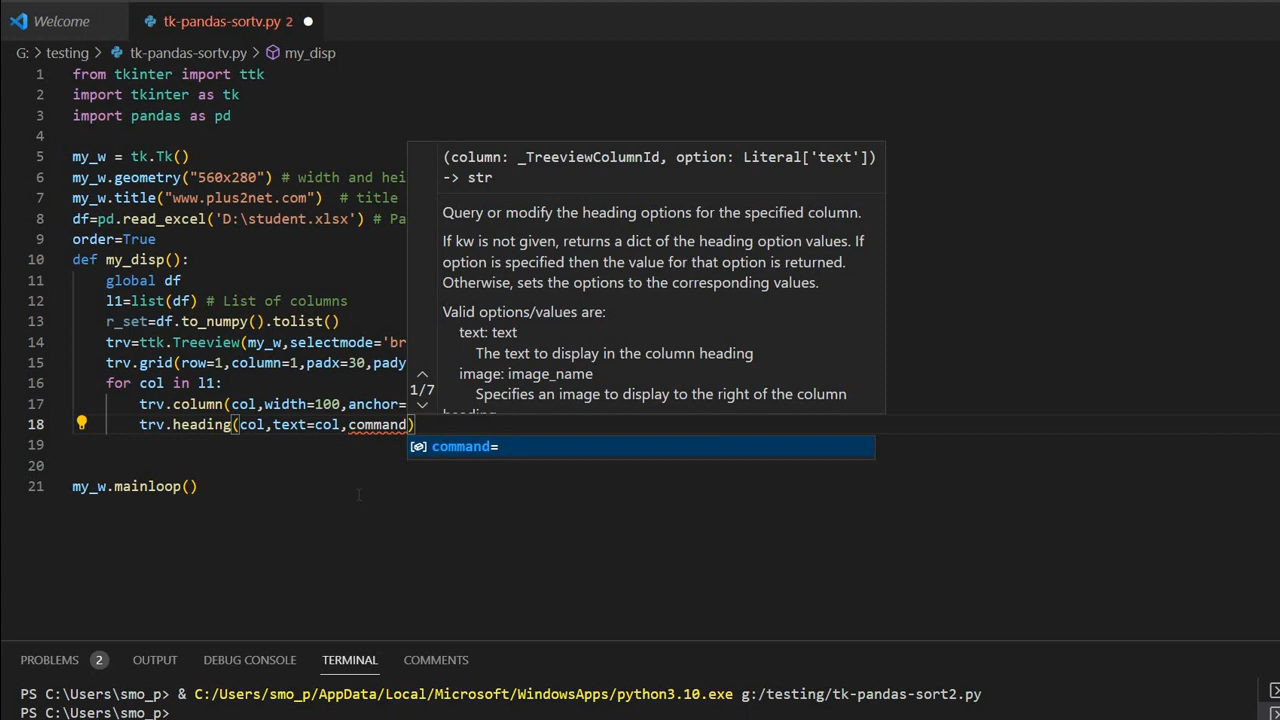 Welcome tk-pandas-sortv.py 2
G: > testing > tk-pandas-sortv.py > my_disp
1 from tkinter import ttk
2 import tkinter as tk
3 import pandas as pd
4
5 my_w = tk.Tk()
6 my_w.geometry("560x280") # width and hei
7 my_w.title("www.plus2net.com") # title
8 df=pd.read_excel('D:\student.xlsx') # Pa
9 order=True
10 def my_disp():
11 global df
12 l1=list(df) # List of columns
13 r_set=df.to_numpy().tolist()
14 trv=ttk.Treeview(my_w,selectmode='br
15 trv.grid(row=1,column=1,padx=30,pady
16 for col in l1:
17 trv.column(col,width=100,anchor=
18 trv.heading(col,text=col,command)
19
20
21 my_w.mainloop()
(column: _TreeviewColumnId, option: Literal['text'])
-> str
Query or modify the heading options for the specified column.
If kw is not given, returns a dict of the heading option values. If
option is specified then the value for that option is returned.
Otherwise, sets the options to the corresponding values.
Valid options/values are:
text: text
The text to display in the column heading
image: image_name
Specifies an image to display to the right of the column
heading
1/7
command=
PROBLEMS 2 OUTPUT DEBUG CONSOLE TERMINAL COMMENTS
PS C:\Users\smo_p> & C:/Users/smo_p/AppData/Local/Microsoft/WindowsApps/python3.10.exe g:/testing/tk-pandas-sort2.py
PS C:\Users\smo_p>